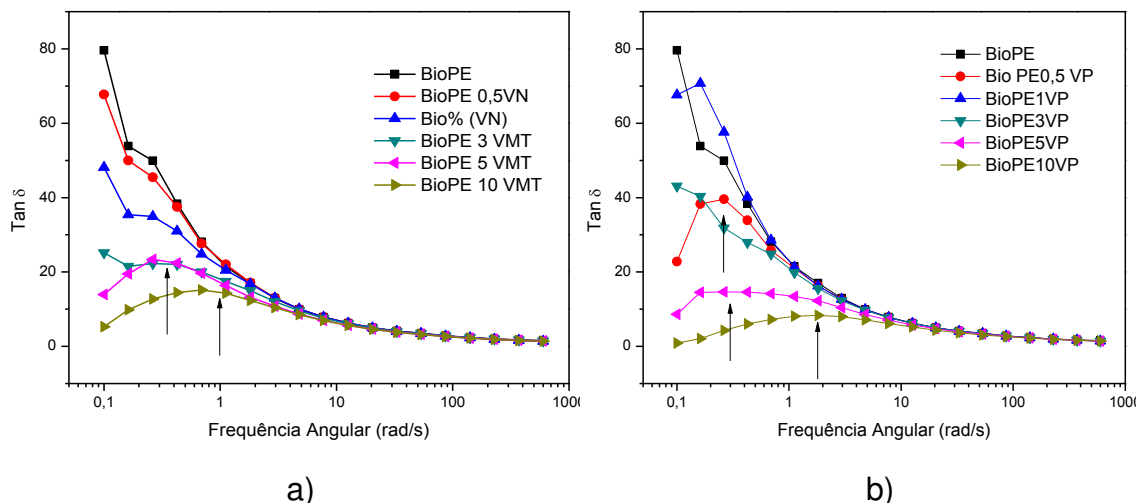 80
60
40
20
0
Tan δ
BioPE
BioPE 0,5VN
Bio% (VN)
BioPE 3 VMT
BioPE 5 VMT
BioPE 10 VMT
0,1 1 10 100 1000
Frequência Angular (rad/s)
a)
80
60
40
20
0
Tan δ
BioPE
Bio PE0,5 VP
BioPE1VP
BioPE3VP
BioPE5VP
BioPE10VP
0,1 1 10 100 1000
Frequência Angular (rad/s)
b)